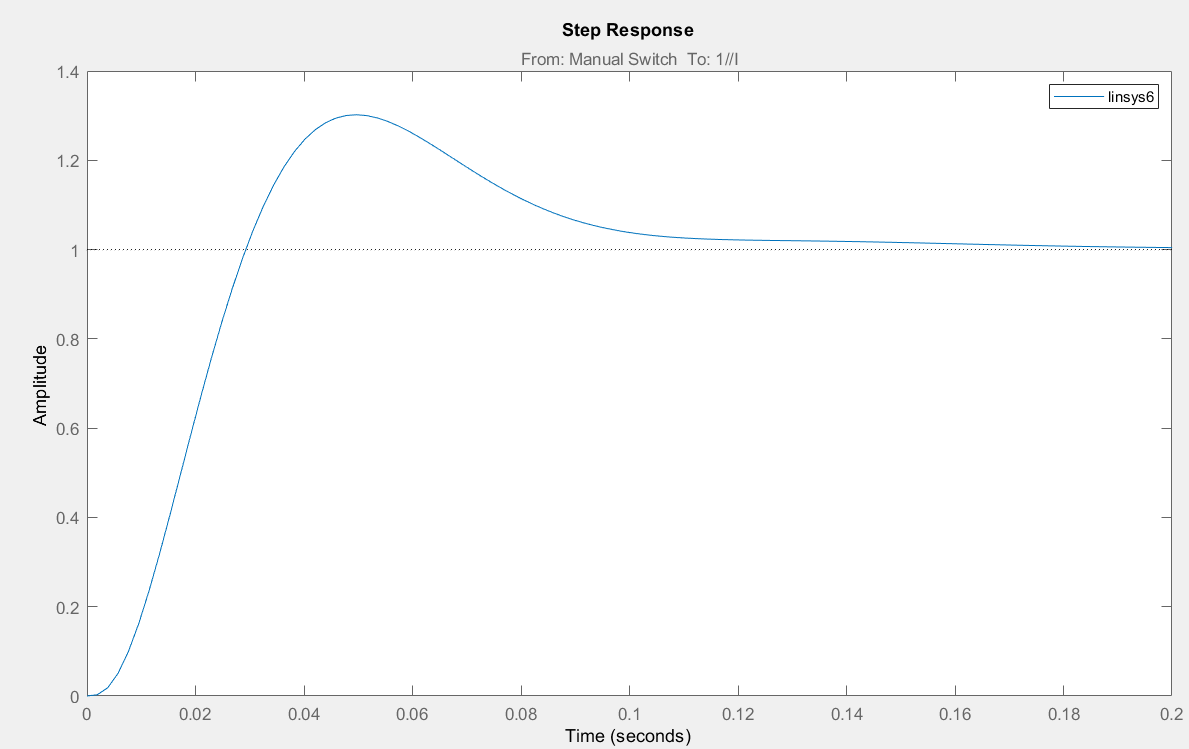 Step Response
From: Manual Switch  To: 1//I
linsys6
1.4
1.2
1
0.8
0.6
0.4
0.2
0
Amplitude
0 0.02 0.04 0.06 0.08 0.1 0.12 0.14 0.16 0.18 0.2
Time (seconds)